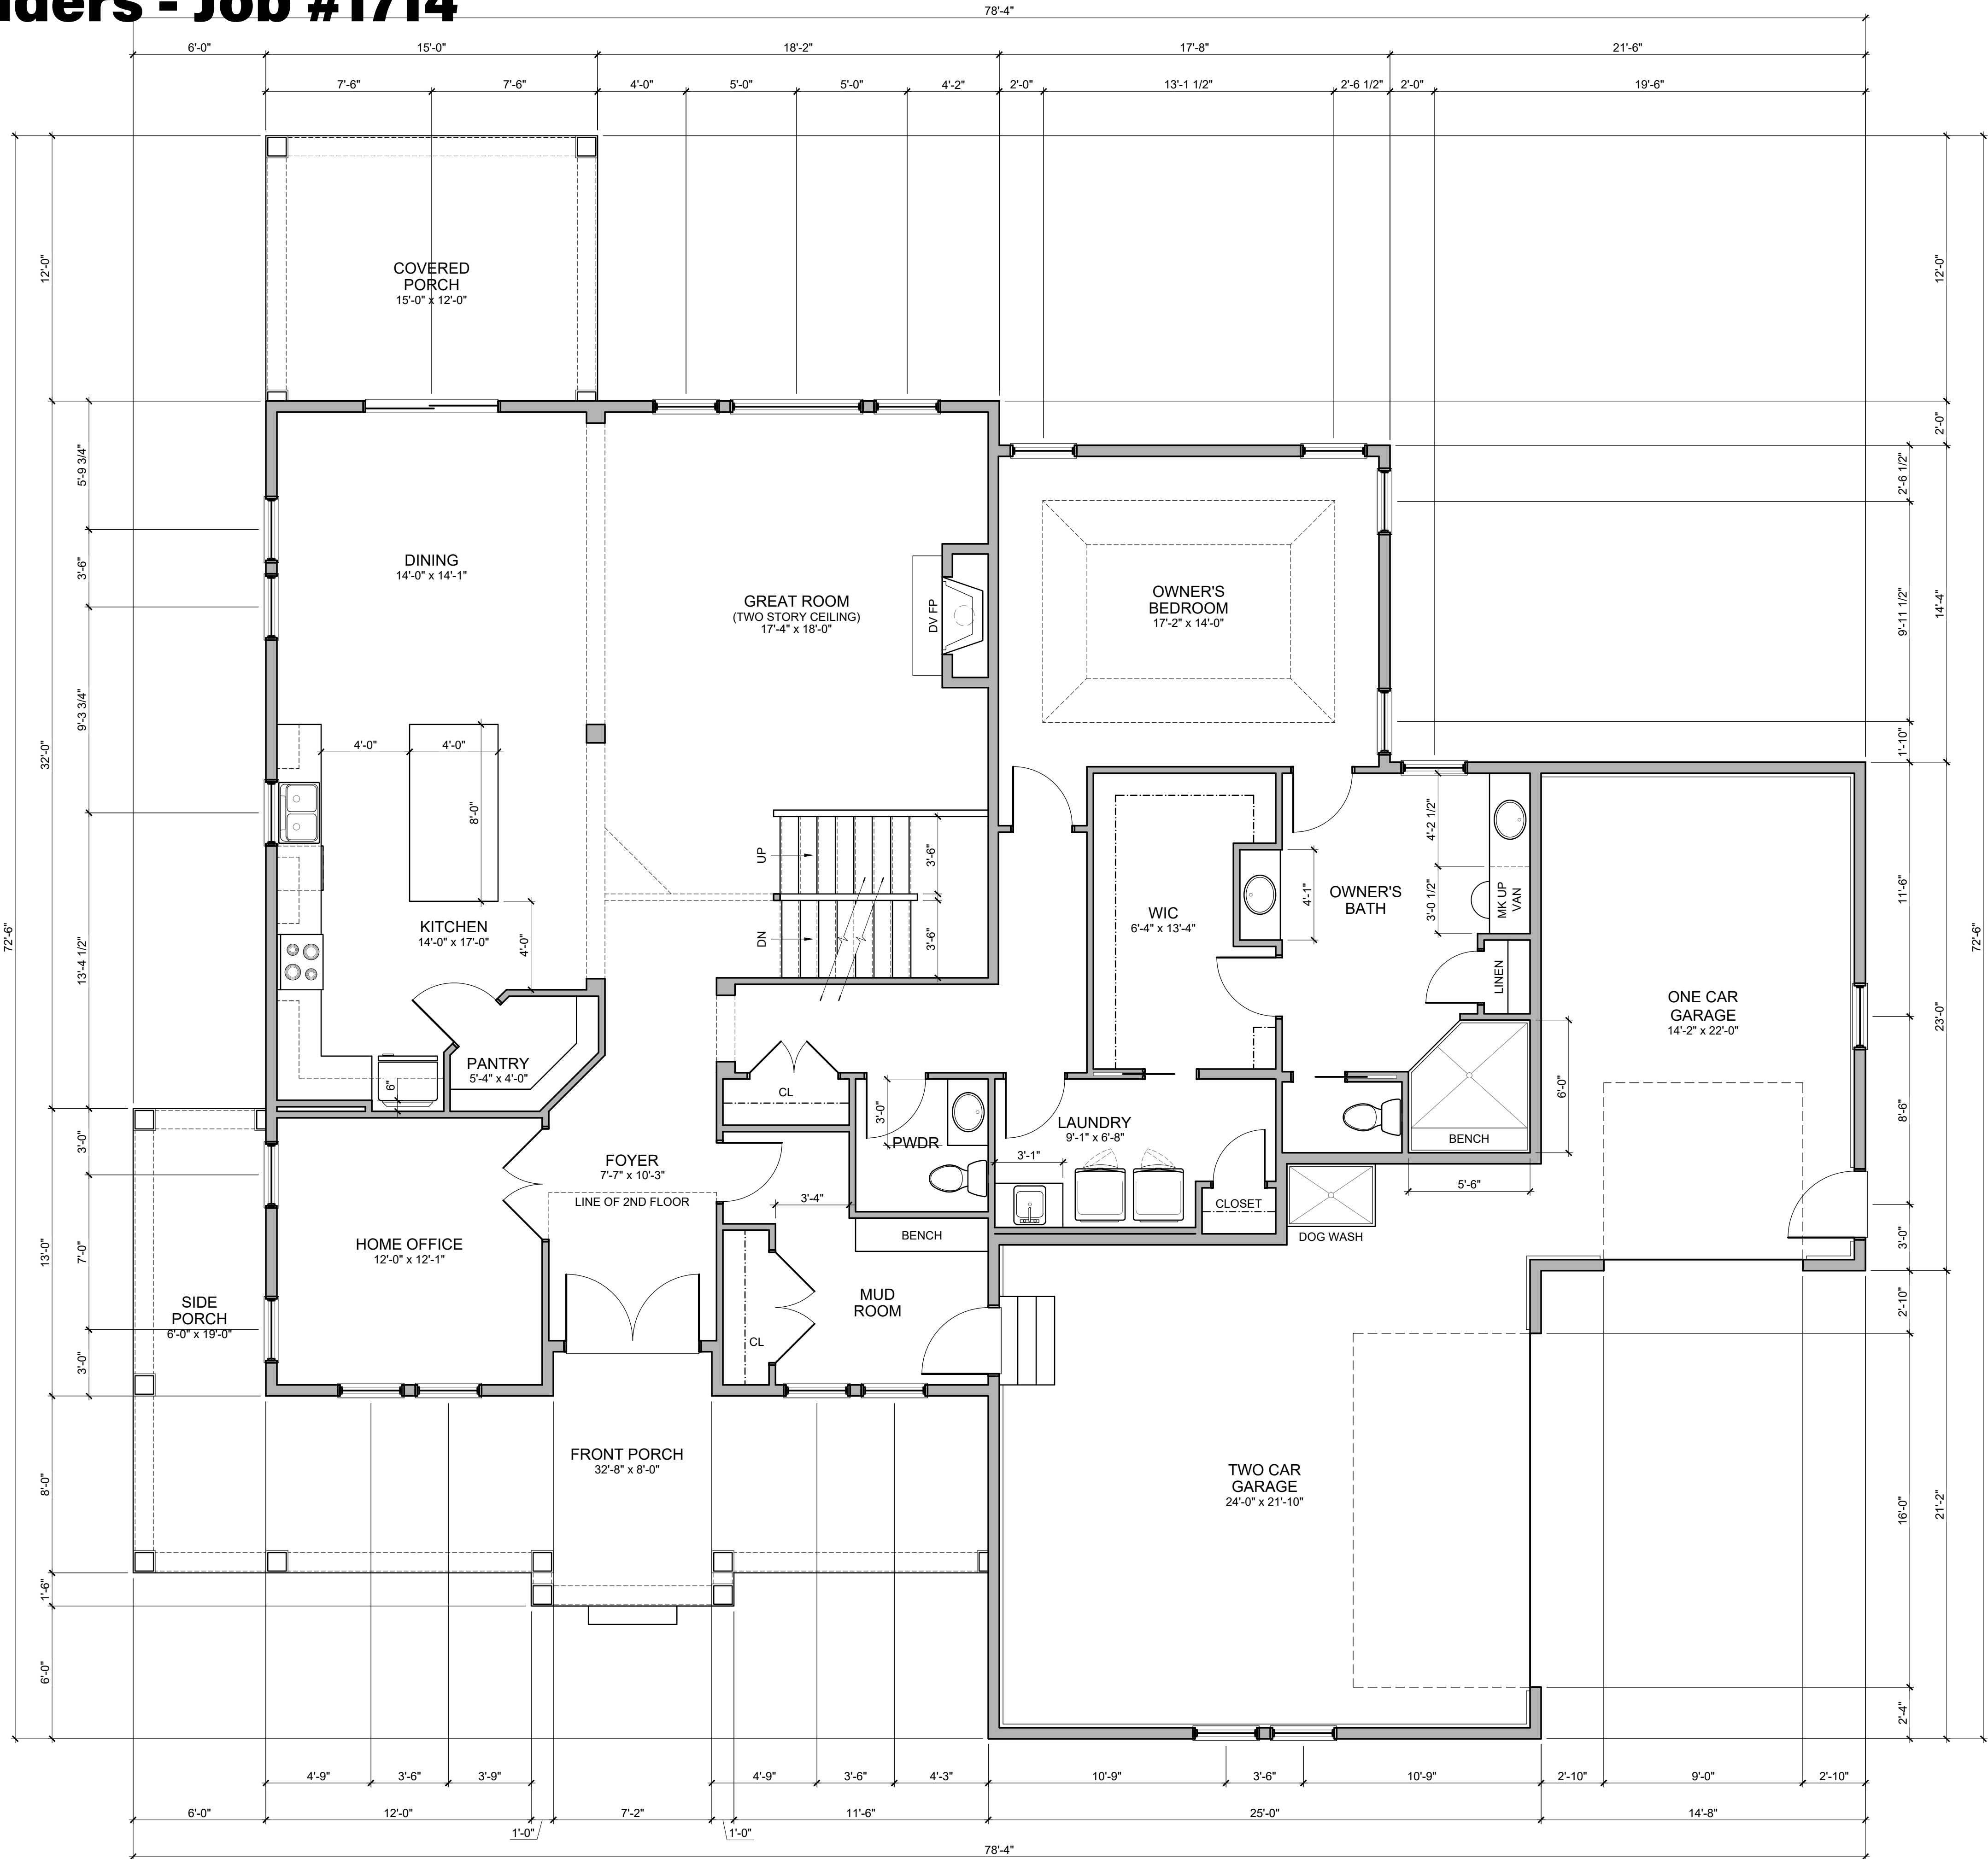 ilders - Job #1714
78'-4"
6'-0" 15'-0" 18'-2" 17'-8" 21'-6"
7'-6" 7'-6" 4'-0" 5'-0" 5'-0" 4'-2" 2'-0" 13'-1 1/2" 2'-6 1/2" 2'-0" 19'-6"
72'-6"
12'-0"
32'-0"
13'-0"
8'-0"
1'-6"
6'-0"
5'-9 3/4"
3'-6"
9'-3 3/4"
13'-4 1/2"
3'-0"
7'-0"
3'-0"
COVERED
PORCH
15'-0" x 12'-0"
DINING
14'-0" x 14'-1"
GREAT ROOM
(TWO STORY CEILING)
17'-4" x 18'-0"
DV FP
OWNER'S
BEDROOM
17'-2" x 14'-0"
4'-0" 4'-0"
8'-0"
KITCHEN
14'-0" x 17'-0"
4'-0"
UP
DN
3'-6"
3'-6"
WIC
6'-4" x 13'-4"
4'-1"
OWNER'S
BATH
4'-2 1/2"
3'-0 1/2"
MK UP
VAN
LINEN
ONE CAR
GARAGE
14'-2" x 22'-0"
PANTRY
5'-4" x 4'-0"
6"
CL
3'-0"
PWDR
LAUNDRY
9'-1" x 6'-8"
3'-1"
CLOSET
BENCH
6'-0"
5'-6"
DOG WASH
FOYER
7'-7" x 10'-3"
LINE OF 2ND FLOOR
3'-4"
BENCH
HOME OFFICE
12'-0" x 12'-1"
SIDE
PORCH
6'-0" x 19'-0"
MUD
ROOM
CL
FRONT PORCH
32'-8" x 8'-0"
TWO CAR
GARAGE
24'-0" x 21'-10"
2'-6 1/2"
9'-11 1/2"
1'-10"
11'-6"
8'-6"
3'-0"
2'-10"
16'-0"
2'-4"
12'-0"
2'-0"
14'-4"
23'-0"
21'-2"
72'-6"
4'-9" 3'-6" 3'-9" 4'-9" 3'-6" 4'-3" 10'-9" 3'-6" 10'-9" 2'-10" 9'-0" 2'-10"
6'-0" 12'-0" 7'-2" 11'-6" 25'-0" 14'-8"
1'-0" 1'-0"
78'-4"